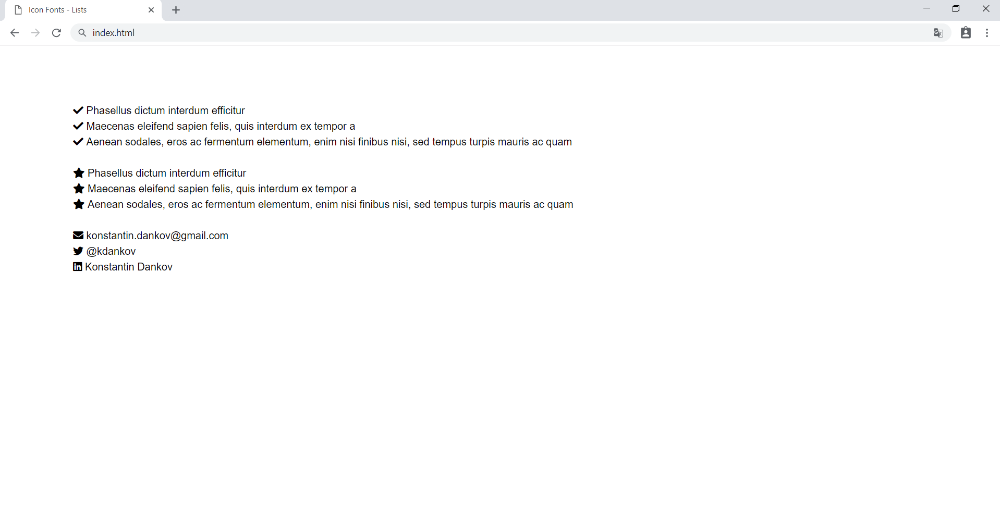 Icon Fonts - Lists
index.html
Phasellus dictum interdum efficitur
Maecenas eleifend sapien felis, quis interdum ex tempor a
Aenean sodales, eros ac fermentum elementum, enim nisi finibus nisi, sed tempus turpis mauris ac quam
Phasellus dictum interdum efficitur
Maecenas eleifend sapien felis, quis interdum ex tempor a
Aenean sodales, eros ac fermentum elementum, enim nisi finibus nisi, sed tempus turpis mauris ac quam
konstantin.dankov@gmail.com
@kdankov
Konstantin Dankov